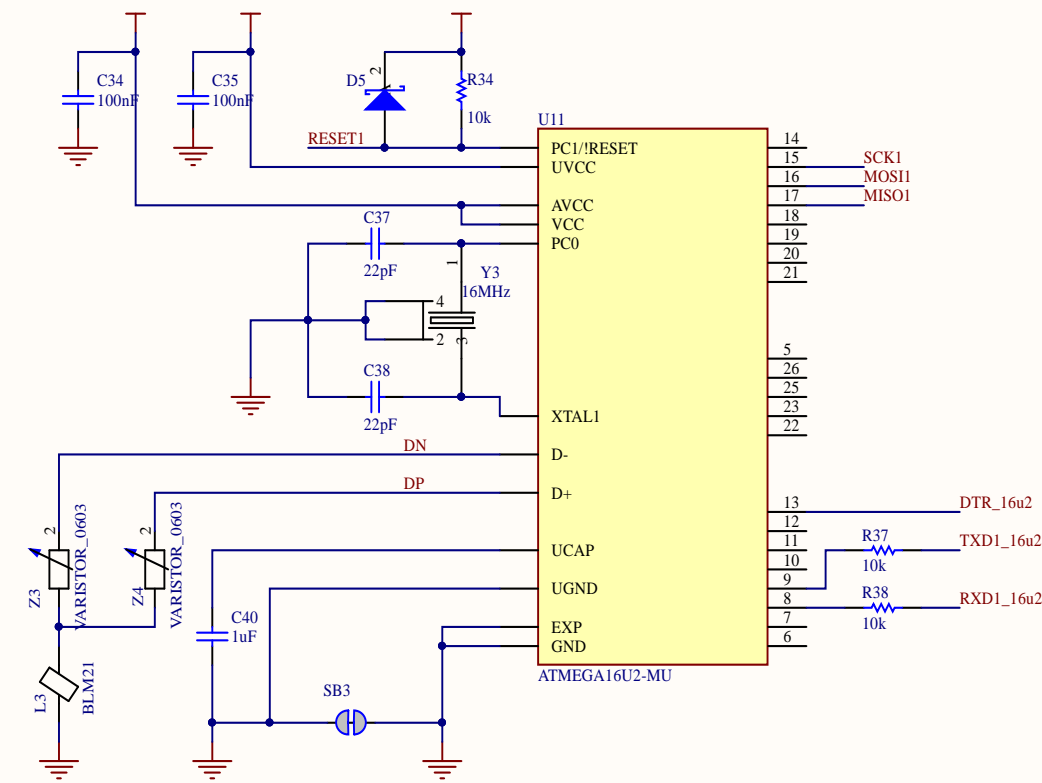 C34
100nF
C35
100nF
D5
2
R34
10k
RESET1
U11
PC1/!RESET
UVCC
AVCC
VCC
PC0
XTAL1
D-
D+
UCAP
UGND
EXP
GND
ATMEGA16U2-MU
14
15
16
17
18
19
20
21
5
26
25
23
22
13
12
11
10
9
8
7
6
SCK1
MOSI1
MISO1
C37
22pF
1
Y3
16MHz
4
2
3
C38
22pF
DN
DP
2
Z3
VARISTOR_0603
2
Z4
VARISTOR_0603
L3
BLM21
C40
1uF
SB3
DTR_16u2
R37
10k
TXD1_16u2
R38
10k
RXD1_16u2